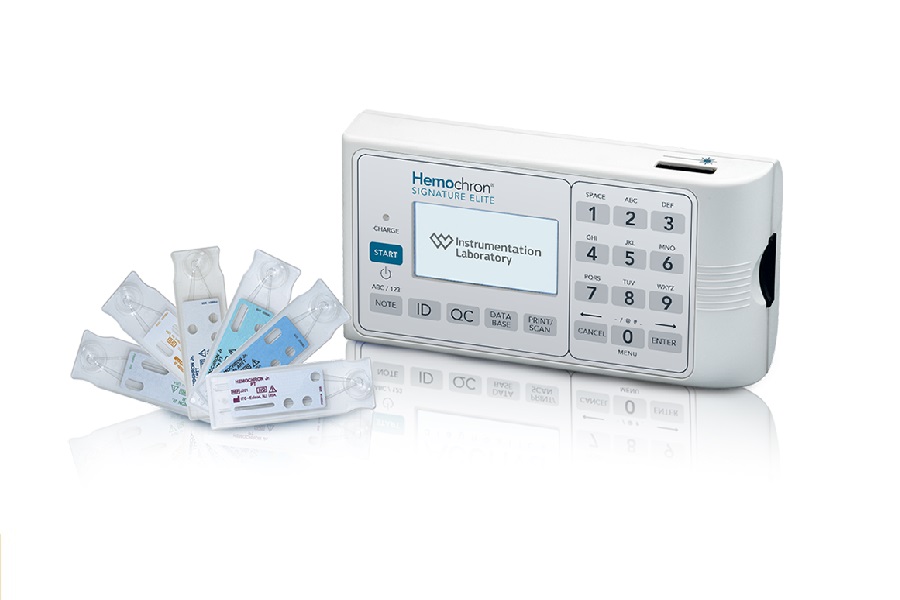 Hemochron®
SIGNATURE ELITE
CHARGE
START
ABC / 123
NOTE
ID
QC
DATA
BASE
PRINT/
SCAN
Instrumentation
Laboratory
SPACE
1
ABC
2
DEF
3
GHI
4
JKL
5
MNO
6
PQRS
7
TUV
8
WXYZ
9
CANCEL
0
ENTER
MENU
HEMOCHRON Jr.